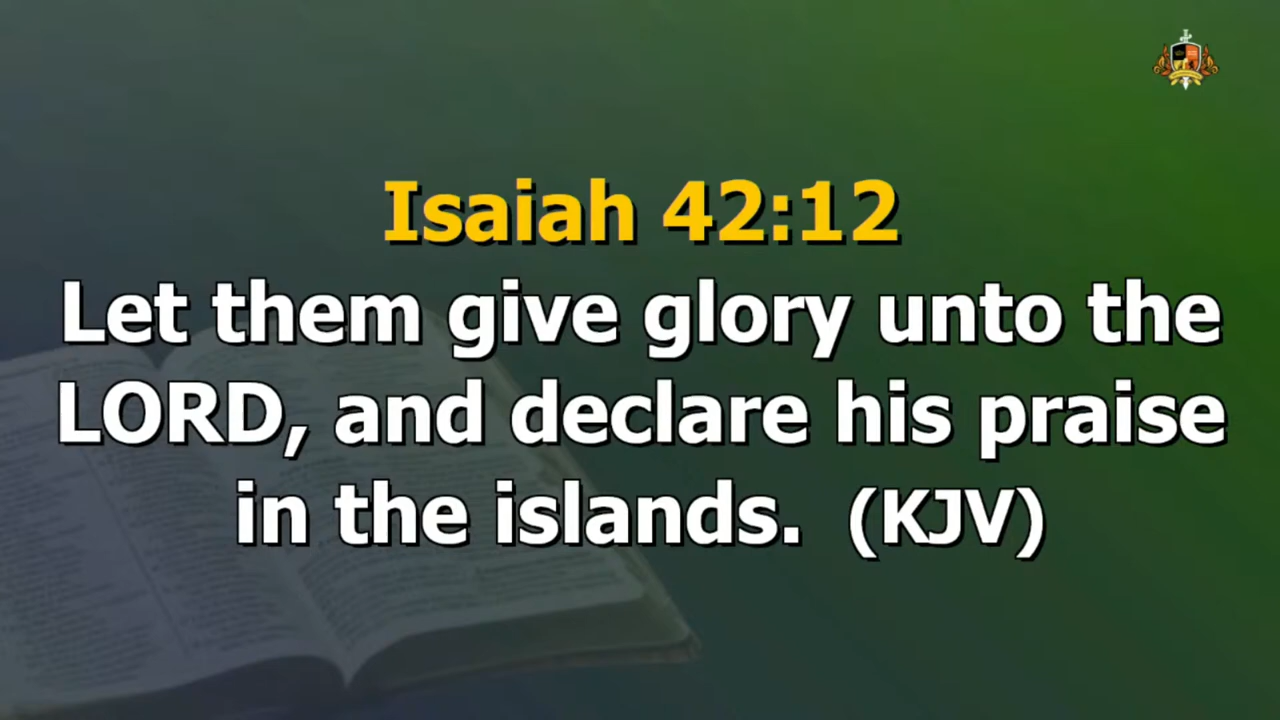 Isaiah 42:12
Let them give glory unto the
LORD, and declare his praise
in the islands. (KJV)